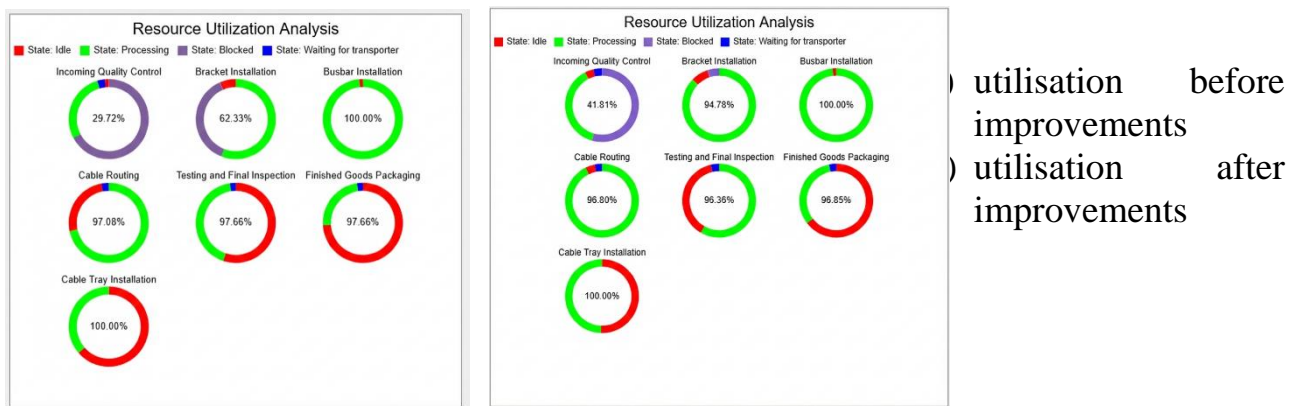 Resource Utilization Analysis
State: Idle State: Processing State: Blocked State: Waiting for transporter
Incoming Quality Control Bracket Installation Busbar Installation
29.72% 62.33% 100.00%
Cable Routing Testing and Final Inspection Finished Goods Packaging
97.08% 97.66% 97.66%
Cable Tray Installation
100.00%
Resource Utilization Analysis
State: Idle State: Processing State: Blocked State: Waiting for transporter
Incoming Quality Control Bracket Installation Busbar Installation
41.81% 94.78% 100.00%
Cable Routing Testing and Final Inspection Finished Goods Packaging
96.80% 96.36% 96.85%
Cable Tray Installation
100.00%
) utilisation before
improvements
) utilisation after
improvements